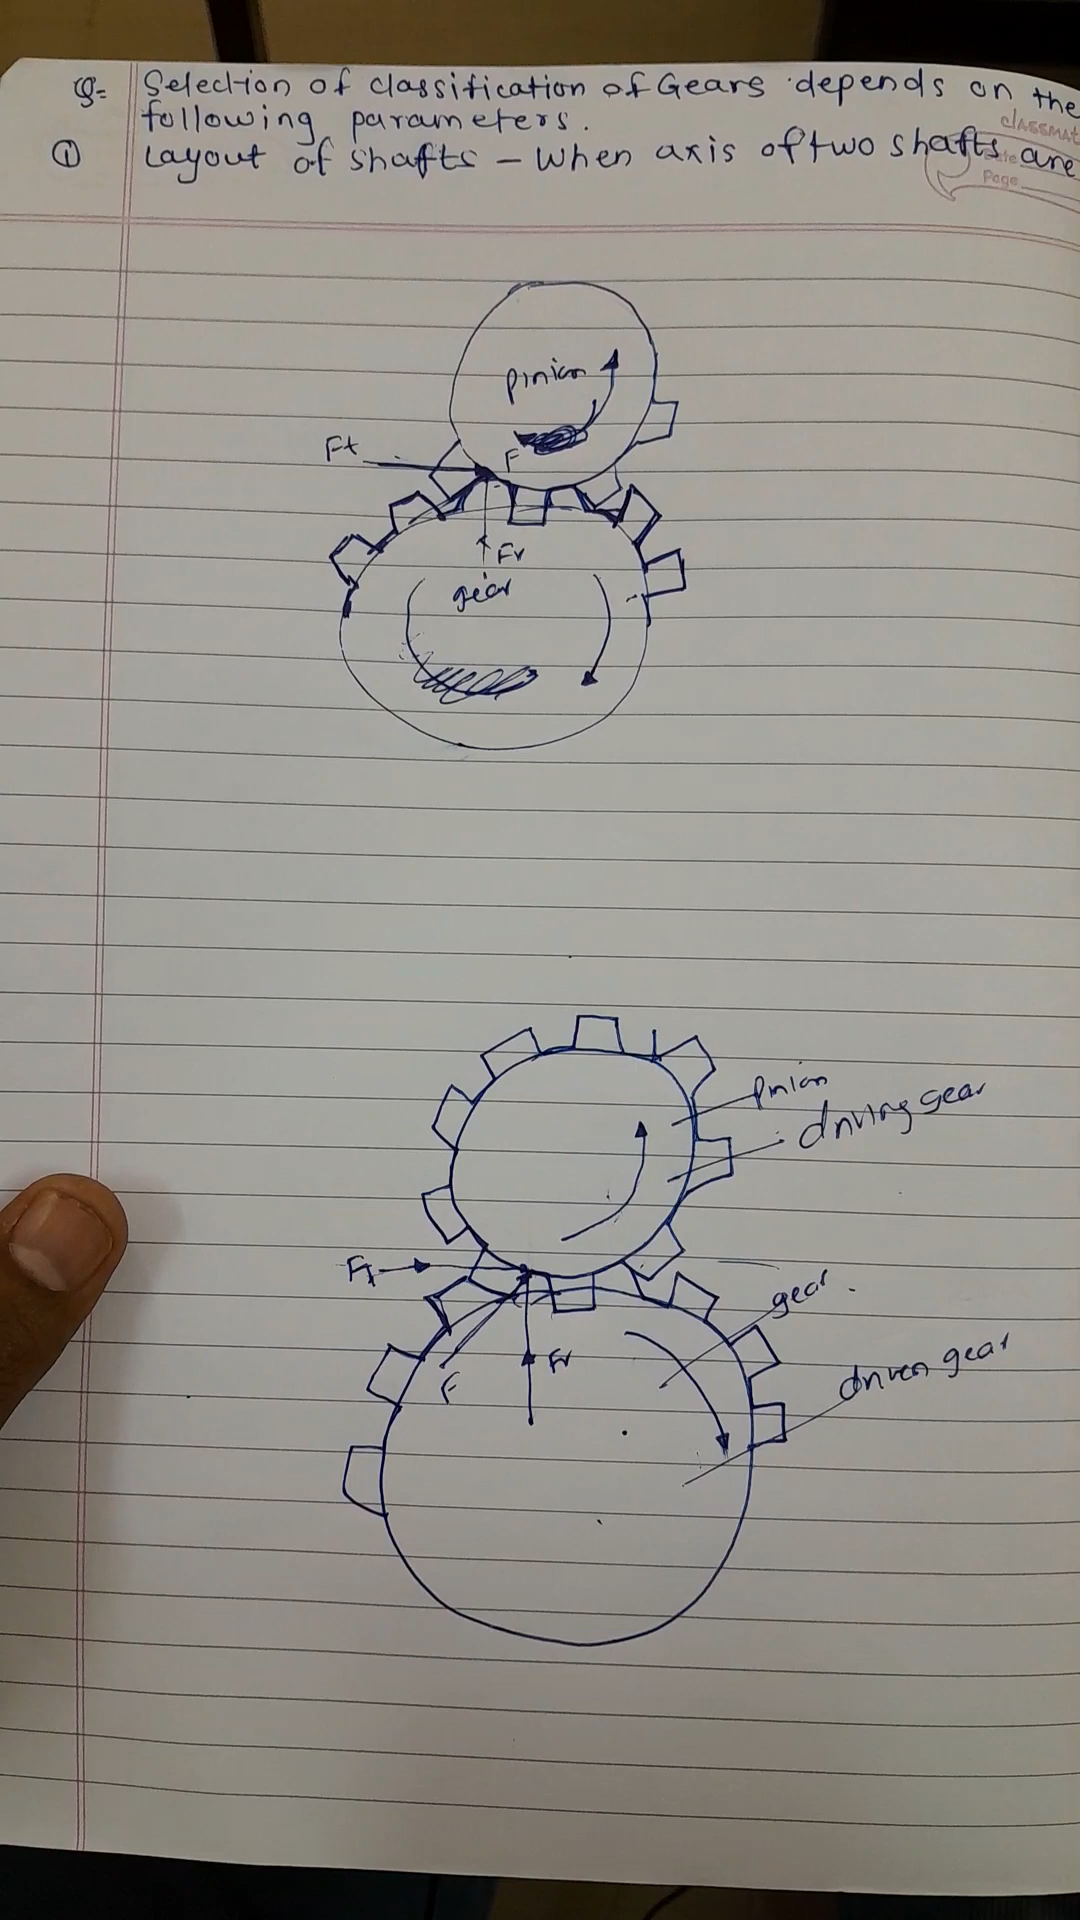 Q= Selection of classification of Gears depends on the
following parameters.
① Layout of shafts – When axis of two shafts are
CLASSMAT
Page
pinion
Ft
F
Fr
gear
pinion
driving gear
Ft
gear
Fr
F
driven gear